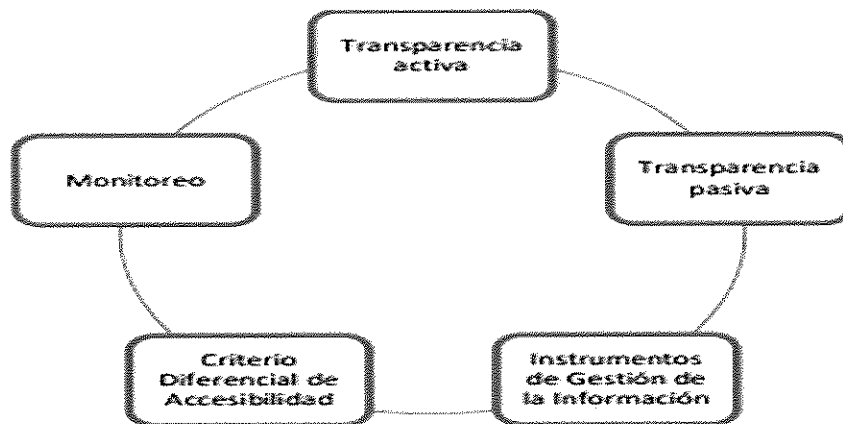 Transparencia
activa
Transparencia
pasiva
Instrumentos
de Gestión de
la Información
Criterio
Diferencial de
Accesibilidad
Monitoreo